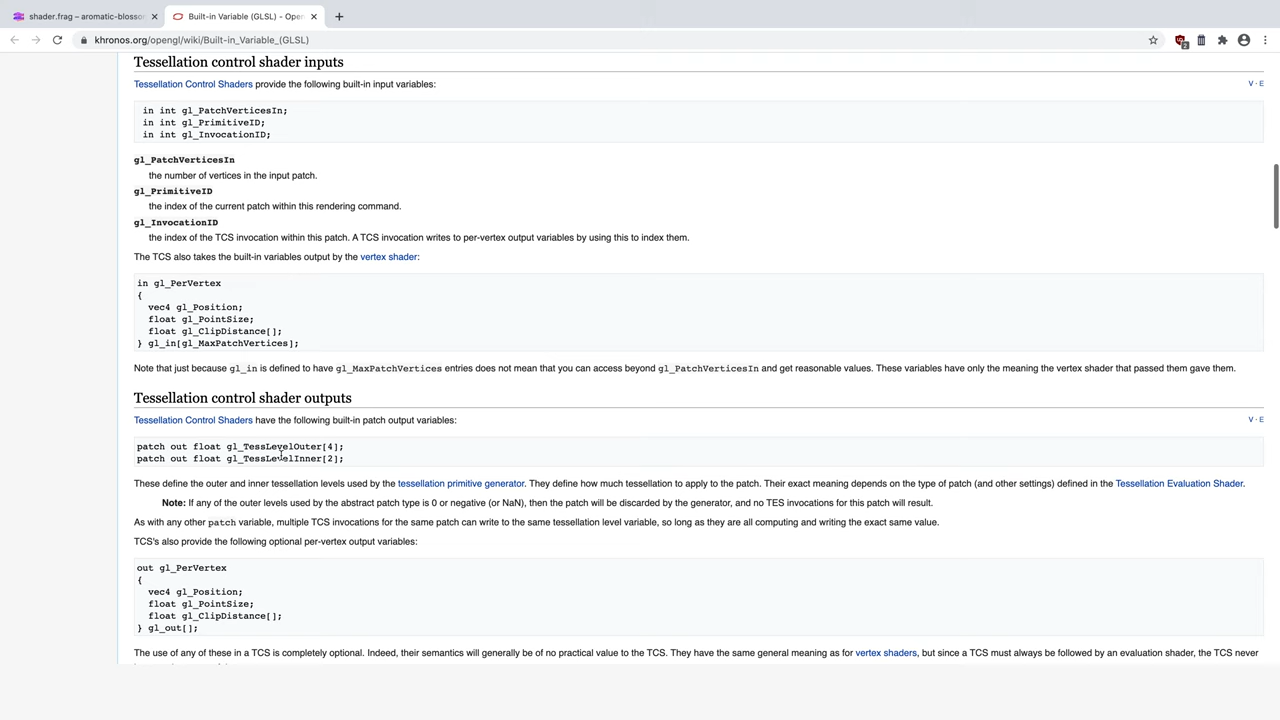 shader.frag – aromatic-blosso
Built-in Variable (GLSL) - Open
khronos.org/opengl/wiki/Built-in_Variable_(GLSL)
2
Tessellation control shader inputs
Tessellation Control Shaders provide the following built-in input variables:
V · E
in int gl_PatchVerticesIn;
in int gl_PrimitiveID;
in int gl_InvocationID;
gl_PatchVerticesIn
the number of vertices in the input patch.
gl_PrimitiveID
the index of the current patch within this rendering command.
gl_InvocationID
the index of the TCS invocation within this patch. A TCS invocation writes to per-vertex output variables by using this to index them.
The TCS also takes the built-in variables output by the vertex shader:
in gl_PerVertex
{
vec4 gl_Position;
float gl_PointSize;
float gl_ClipDistance[];
} gl_in[gl_MaxPatchVertices];
Note that just because gl_in is defined to have gl_MaxPatchVertices entries does not mean that you can access beyond gl_PatchVerticesIn and get reasonable values. These variables have only the meaning the vertex shader that passed them gave them.
Tessellation control shader outputs
Tessellation Control Shaders have the following built-in patch output variables:
V · E
patch out float gl_TessLevelOuter[4];
patch out float gl_TessLevelInner[2];
These define the outer and inner tessellation levels used by the tessellation primitive generator. They define how much tessellation to apply to the patch. Their exact meaning depends on the type of patch (and other settings) defined in the Tessellation Evaluation Shader.
Note: If any of the outer levels used by the abstract patch type is 0 or negative (or NaN), then the patch will be discarded by the generator, and no TES invocations for this patch will result.
As with any other patch variable, multiple TCS invocations for the same patch can write to the same tessellation level variable, so long as they are all computing and writing the exact same value.
TCS's also provide the following optional per-vertex output variables:
out gl_PerVertex
{
vec4 gl_Position;
float gl_PointSize;
float gl_ClipDistance[];
} gl_out[];
The use of any of these in a TCS is completely optional. Indeed, their semantics will generally be of no practical value to the TCS. They have the same general meaning as for vertex shaders, but since a TCS must always be followed by an evaluation shader, the TCS never